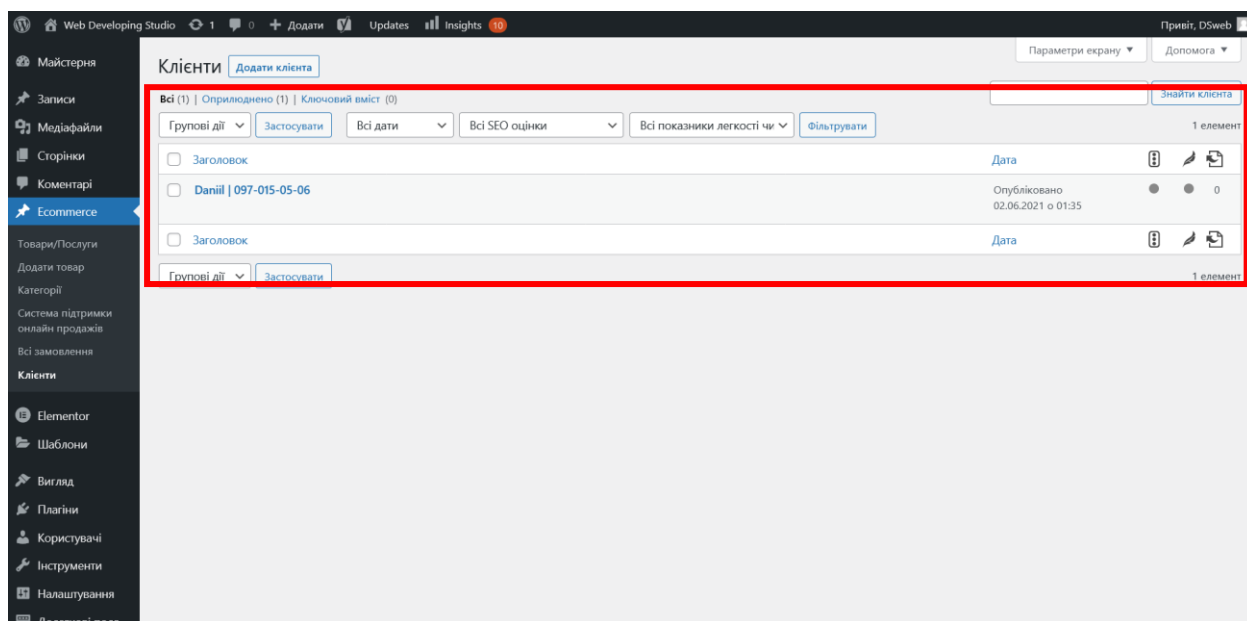 Web Developing Studio 1 0 + Додати Updates Insights 10 Привіт, DSweb
Параметри екрану ▼ Допомога ▼
Майстерня
Записи
Медіафайли
Сторінки
Коментарі
Ecommerce
Товари/Послуги
Додати товар
Категорії
Система підтримки
онлайн продажів
Всі замовлення
Клієнти
Elementor
Шаблони
Вигляд
Плагіни
Користувачі
Інструменти
Налаштування
Клієнти Додати клієнта
Всі (1) | Оприлюднено (1) | Ключовий вміст (0)
Знайти клієнта
Групові дії Застосувати Всі дати Всі SEO оцінки Всі показники легкості чи Фільтрувати 1 елемент
Заголовок Дата
Daniil | 097-015-05-06 Опубліковано 0
02.06.2021 о 01:35
Заголовок Дата
Групові дії Застосувати 1 елемент